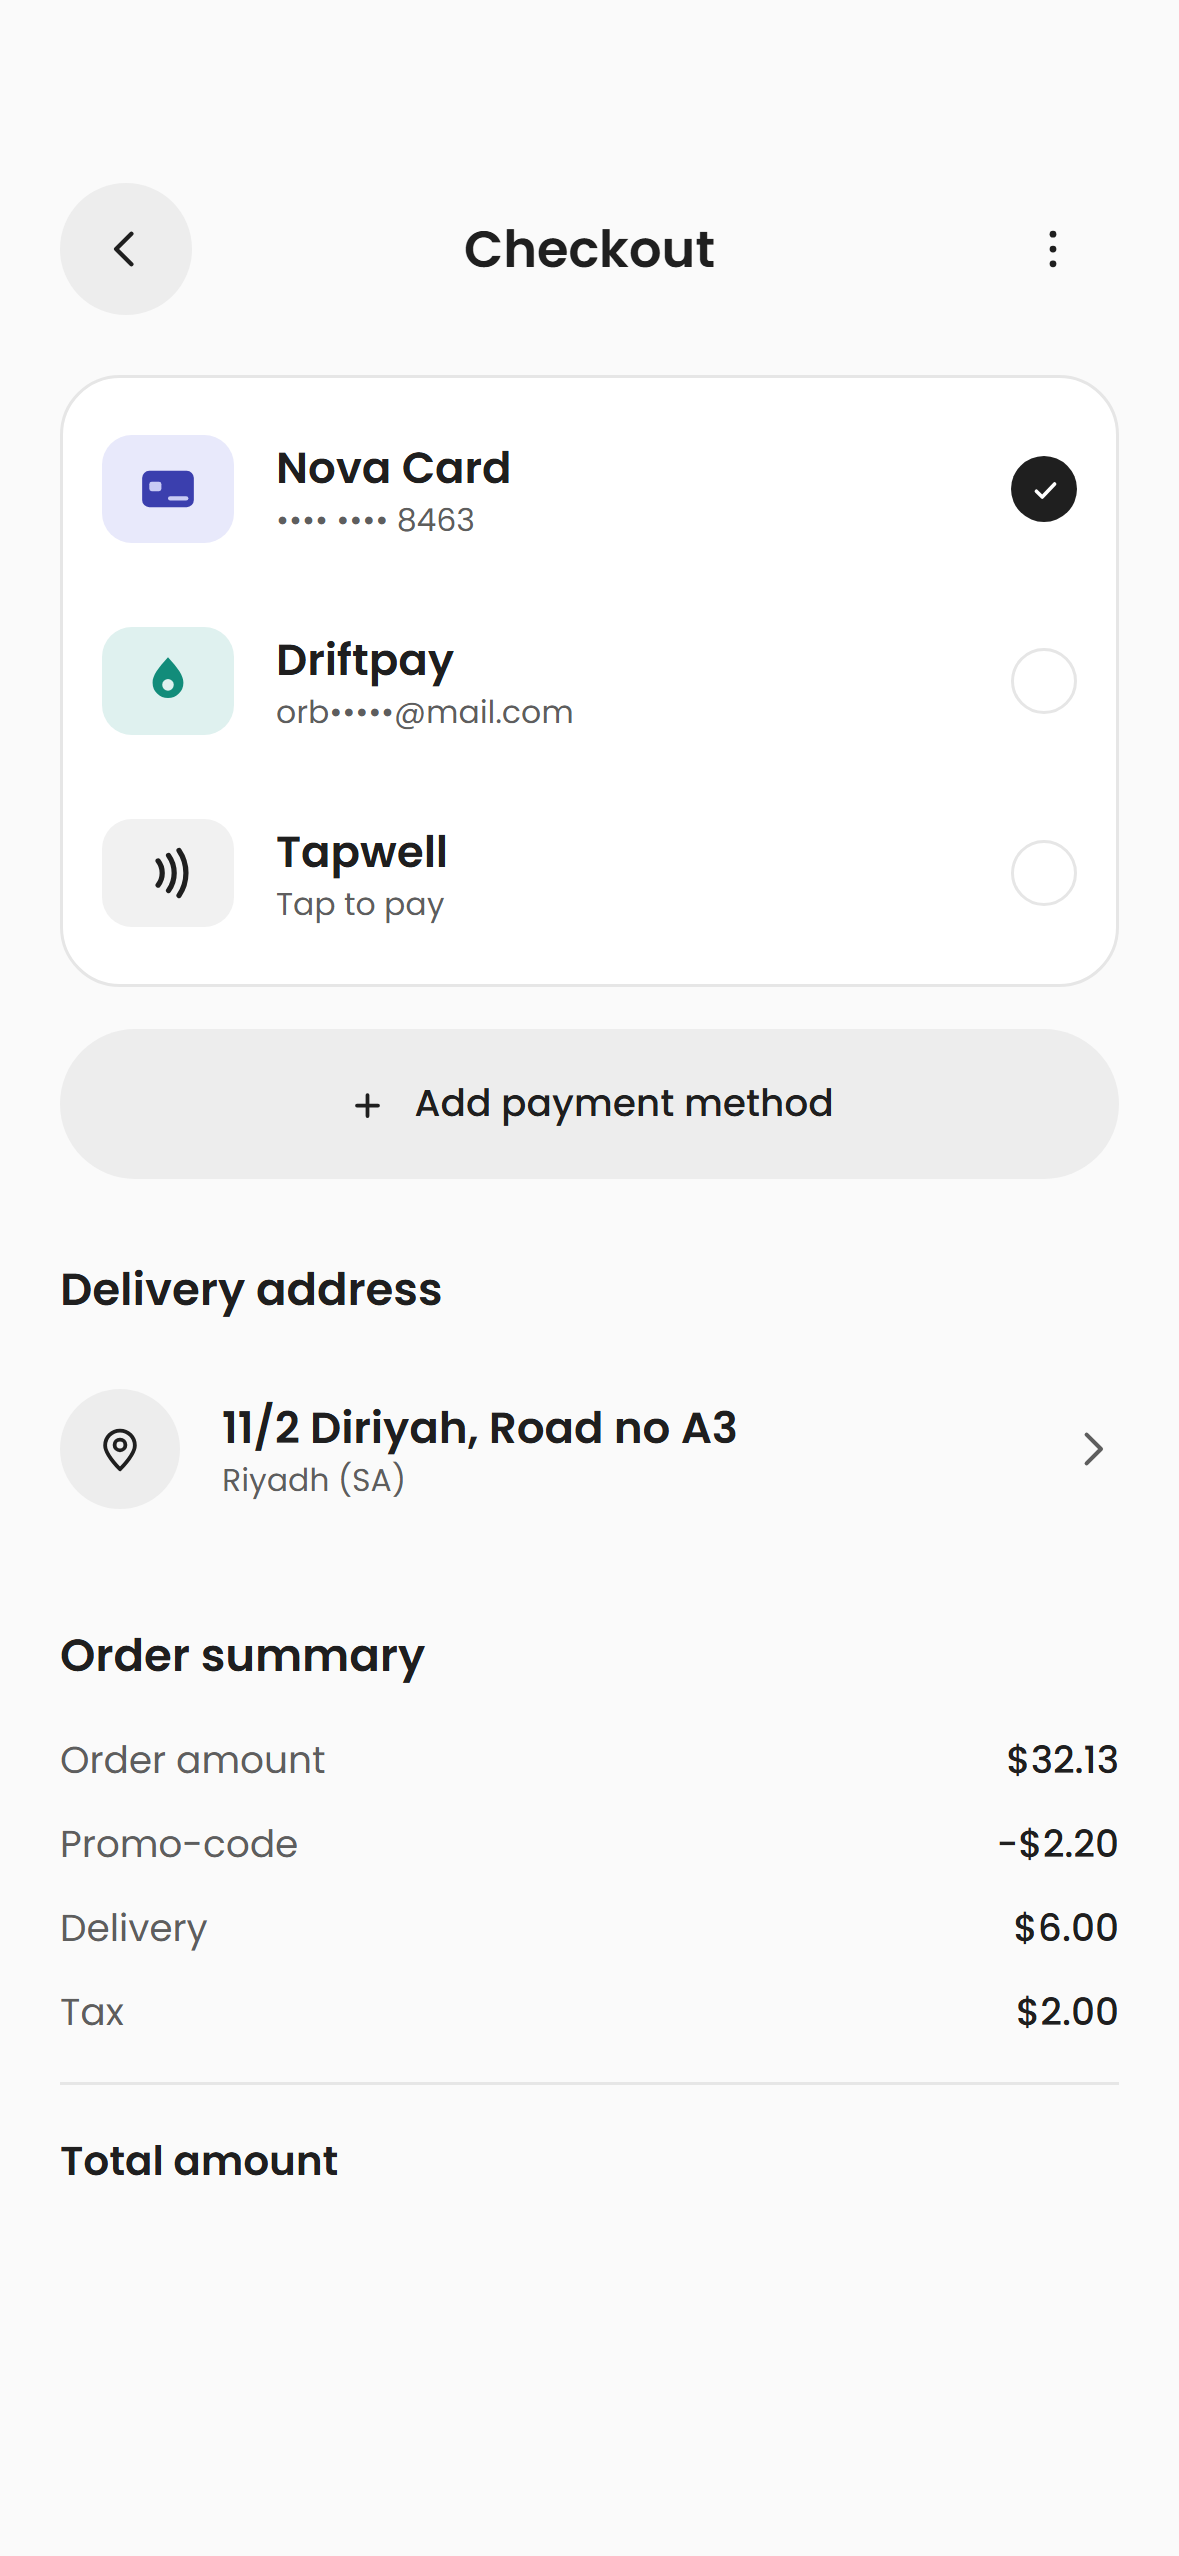 Checkout
Nova Card
•••• •••• 8463
Driftpay
orb•••••@mail.com
Tapwell
Tap to pay
Add payment method
Delivery address
11/2 Diriyah, Road no A3
Riyadh (SA)
Order summary
Order amount $32.13
Promo-code -$2.20
Delivery $6.00
Tax $2.00
Total amount